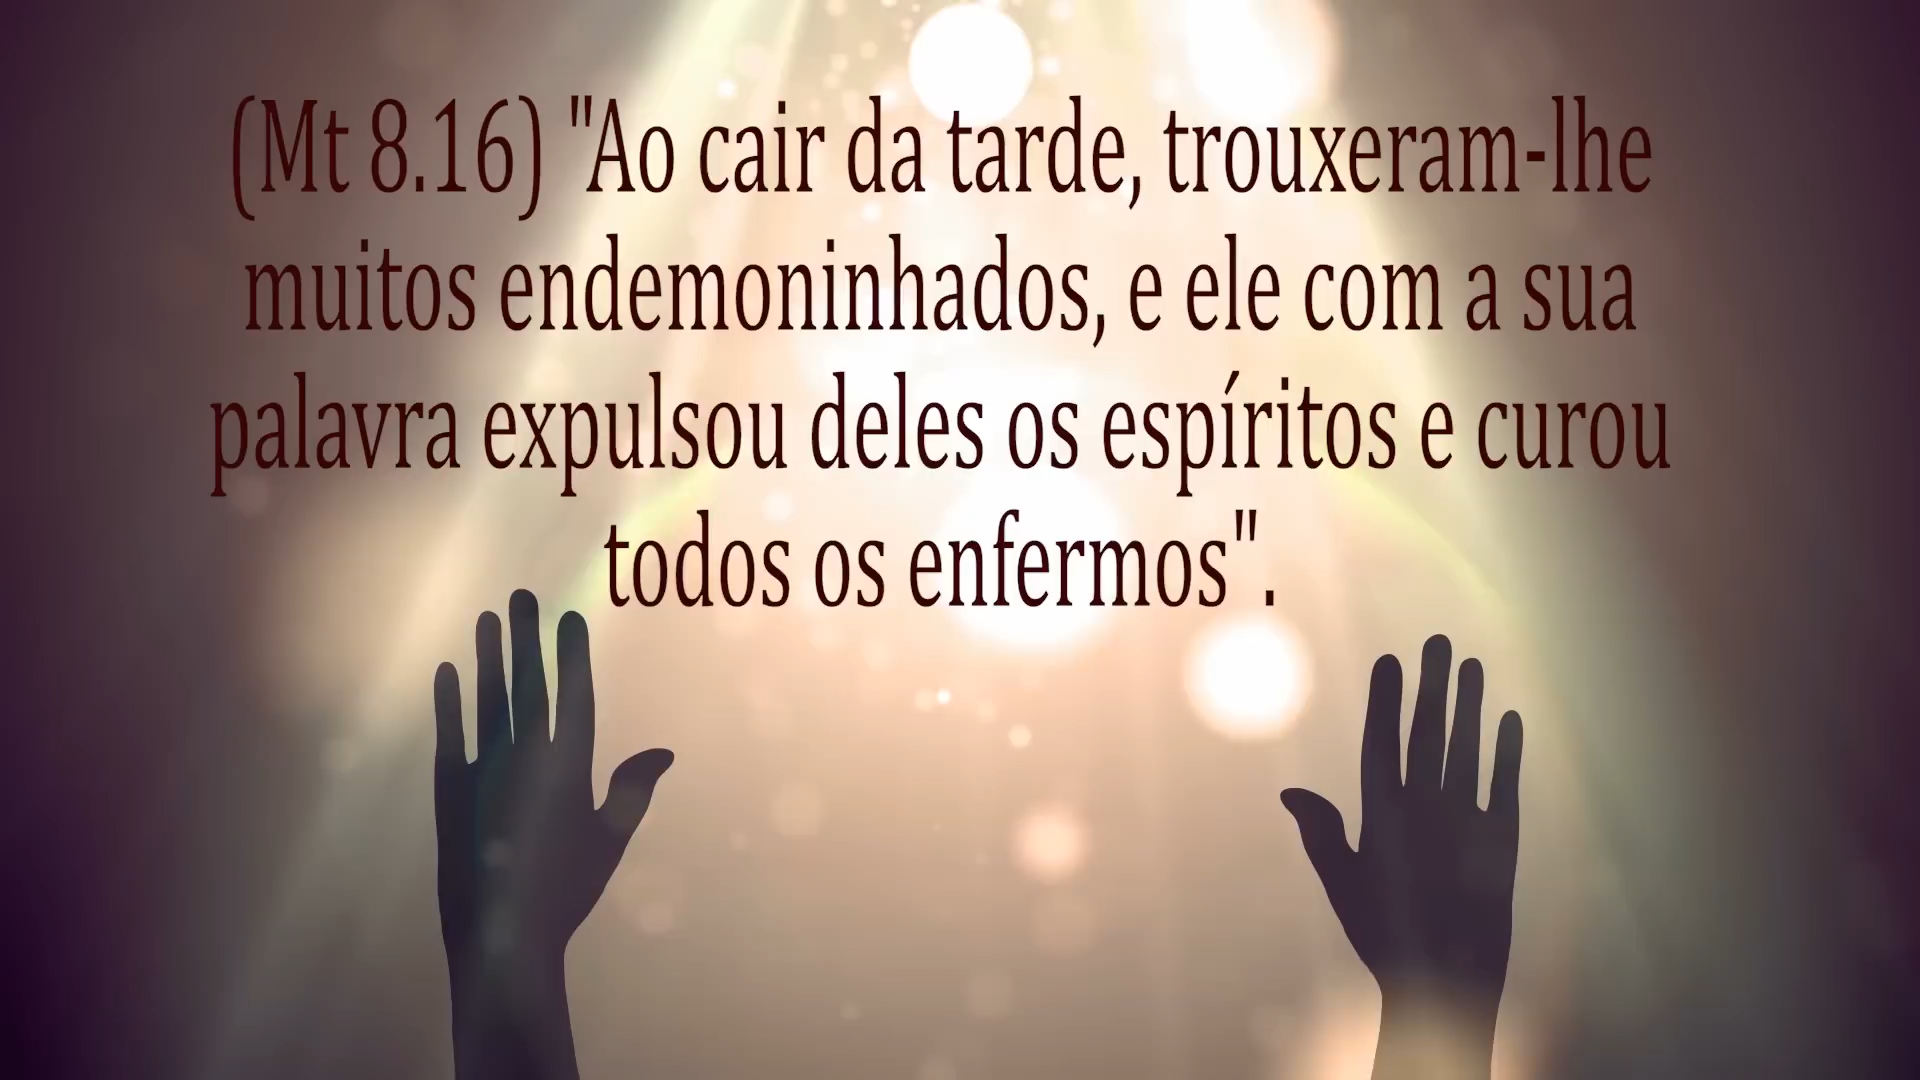 (Mt 8.16) "Ao cair da tarde, trouxeram-lhe
muitos endemoninhados, e ele com a sua
palavra expulsou deles os espíritos e curou
todos os enfermos".